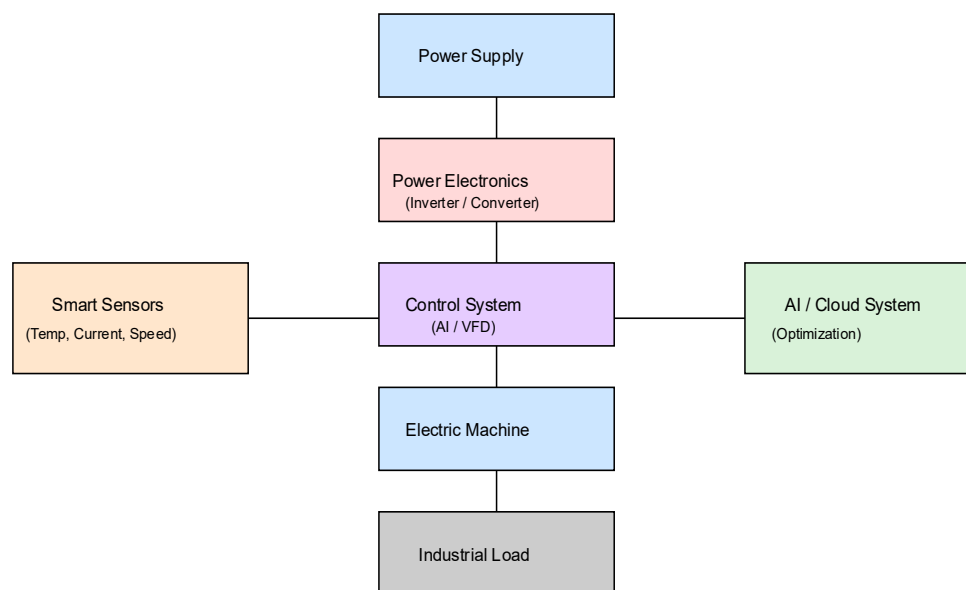 Power Supply
Power Electronics
(Inverter / Converter)
Smart Sensors
(Temp, Current, Speed)
Control System
(AI / VFD)
AI / Cloud System
(Optimization)
Electric Machine
Industrial Load